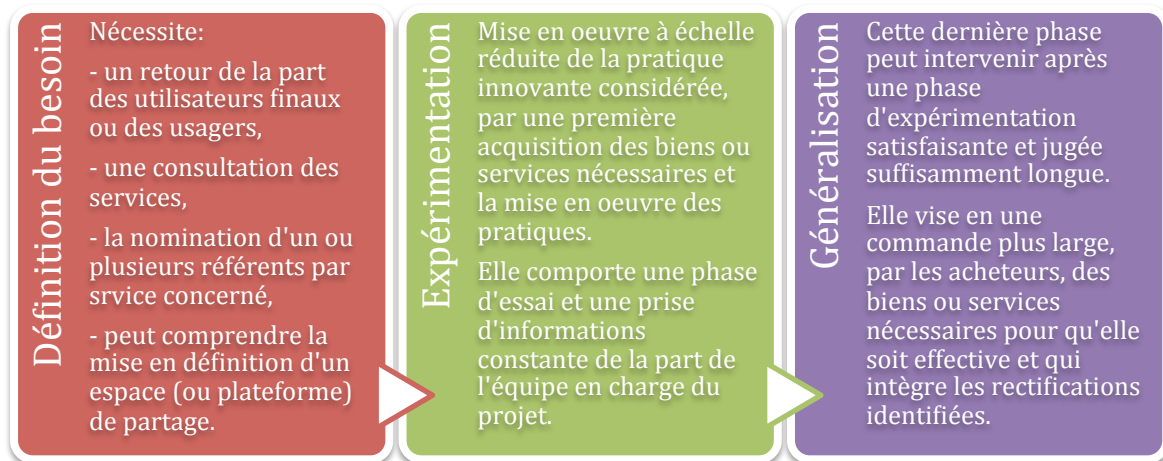 Définition du besoin
Nécessite:
- un retour de la part
des utilisateurs finaux
ou des usagers,
- une consultation des
services,
- la nomination d'un ou
plusieurs référents par
srvice concerné,
- peut comprendre la
mise en définition d'un
espace (ou plateforme)
de partage.
Expérimentation
Mise en oeuvre à échelle
réduite de la pratique
innovante considérée,
par une première
acquisition des biens ou
services nécessaires et
la mise en oeuvre des
pratiques.
Elle comporte une phase
d'essai et une prise
d'informations
constante de la part de
l'équipe en charge du
projet.
Généralisation
Cette dernière phase
peut intervenir après
une phase
d'expérimentation
satisfaisante et jugée
suffisamment longue.
Elle vise en une
commande plus large,
par les acheteurs, des
biens ou services
nécessaires pour qu'elle
soit effective et qui
intègre les rectifications
identifiées.